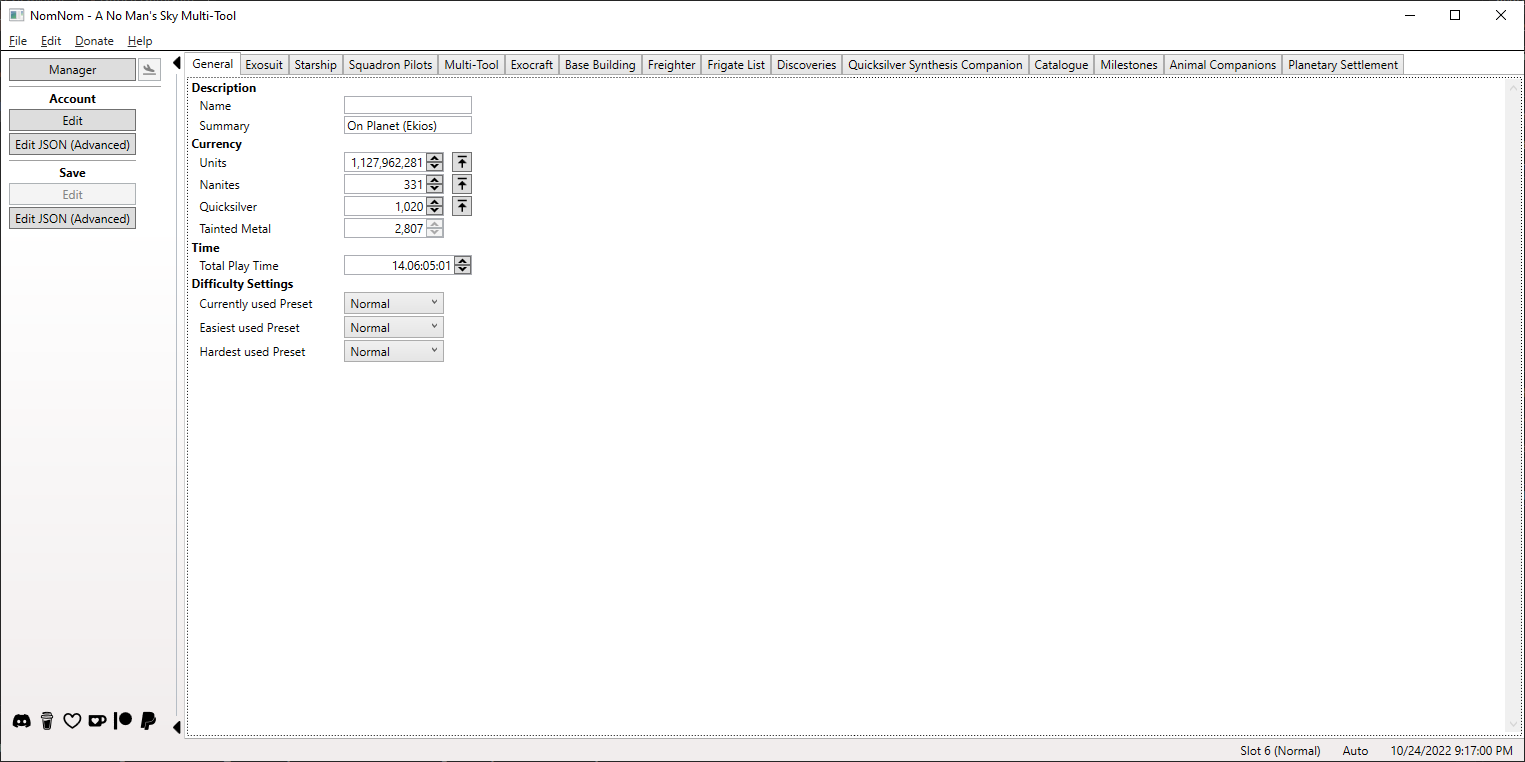 NomNom - A No Man's Sky Multi-Tool
File Edit Donate Help
Manager
Account
Edit
Edit JSON (Advanced)
Save
Edit
Edit JSON (Advanced)
General Exosuit Starship Squadron Pilots Multi-Tool Exocraft Base Building Freighter Frigate List Discoveries Quicksilver Synthesis Companion Catalogue Milestones Animal Companions Planetary Settlement
Description
Name
Summary On Planet (Ekios)
Currency
Units 1,127,962,281
Nanites 331
Quicksilver 1,020
Tainted Metal 2,807
Time
Total Play Time 14.06:05:01
Difficulty Settings
Currently used Preset Normal
Easiest used Preset Normal
Hardest used Preset Normal
Slot 6 (Normal) Auto 10/24/2022 9:17:00 PM